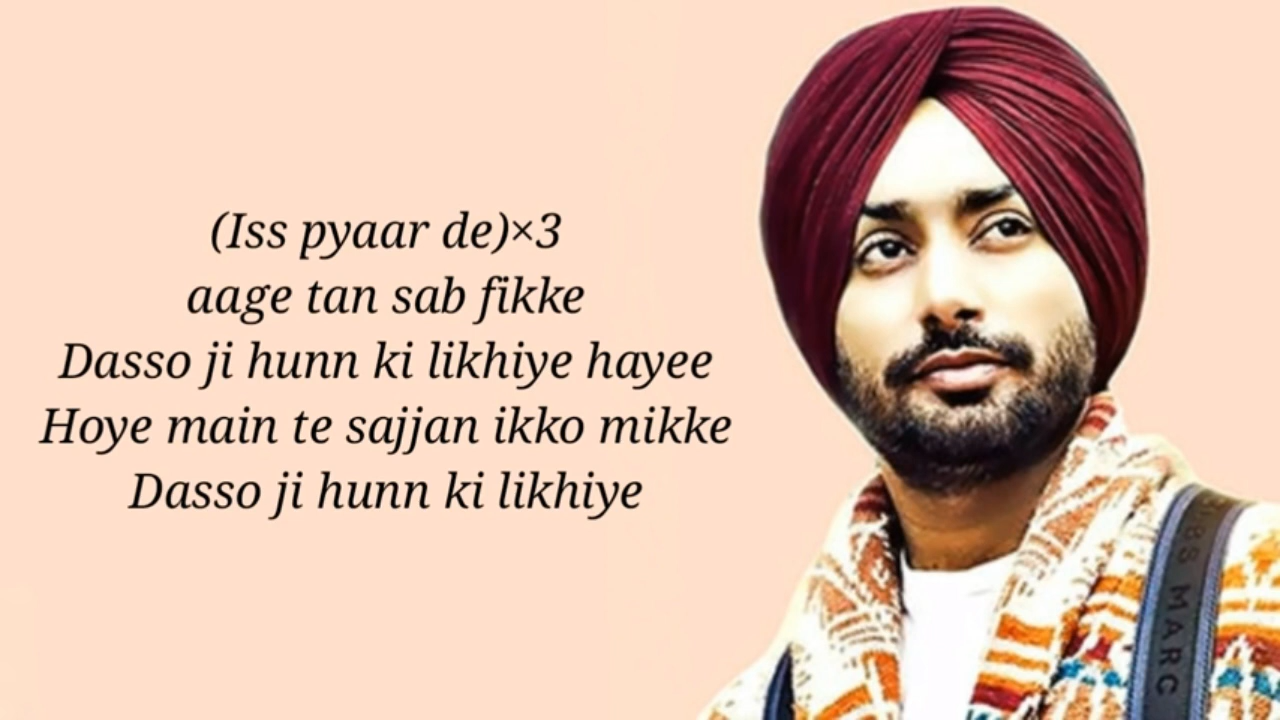 (Iss pyaar de)×3
aage tan sab fikke
Dasso ji hunn ki likhiye hayee
Hoye main te sajjan ikko mikke
Dasso ji hunn ki likhiye
MARC